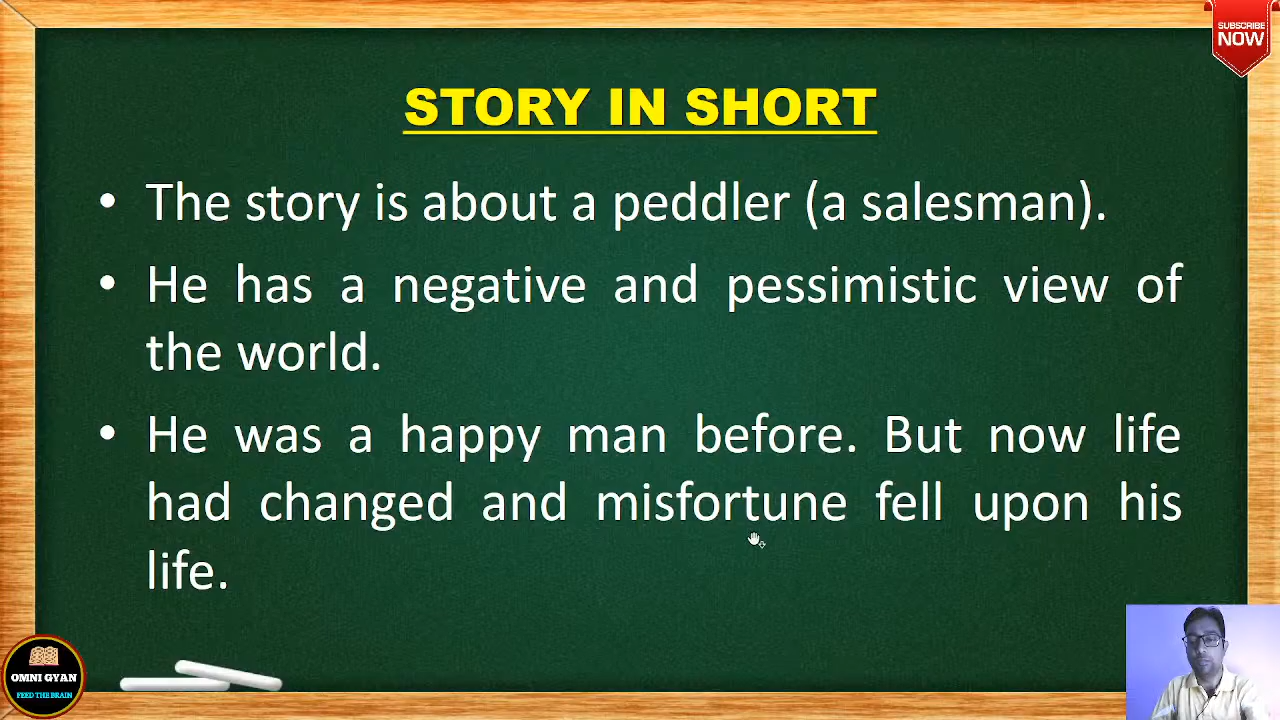 SUBSCRIBE
NOW
STORY IN SHORT
• The story is about a peddler (a salesman).
• He has a negative and pessimistic view of
the world.
• He was a happy man before. But now life
had changed and misfortune fell upon his
life.
OMNI GYAN
FEED THE BRAIN